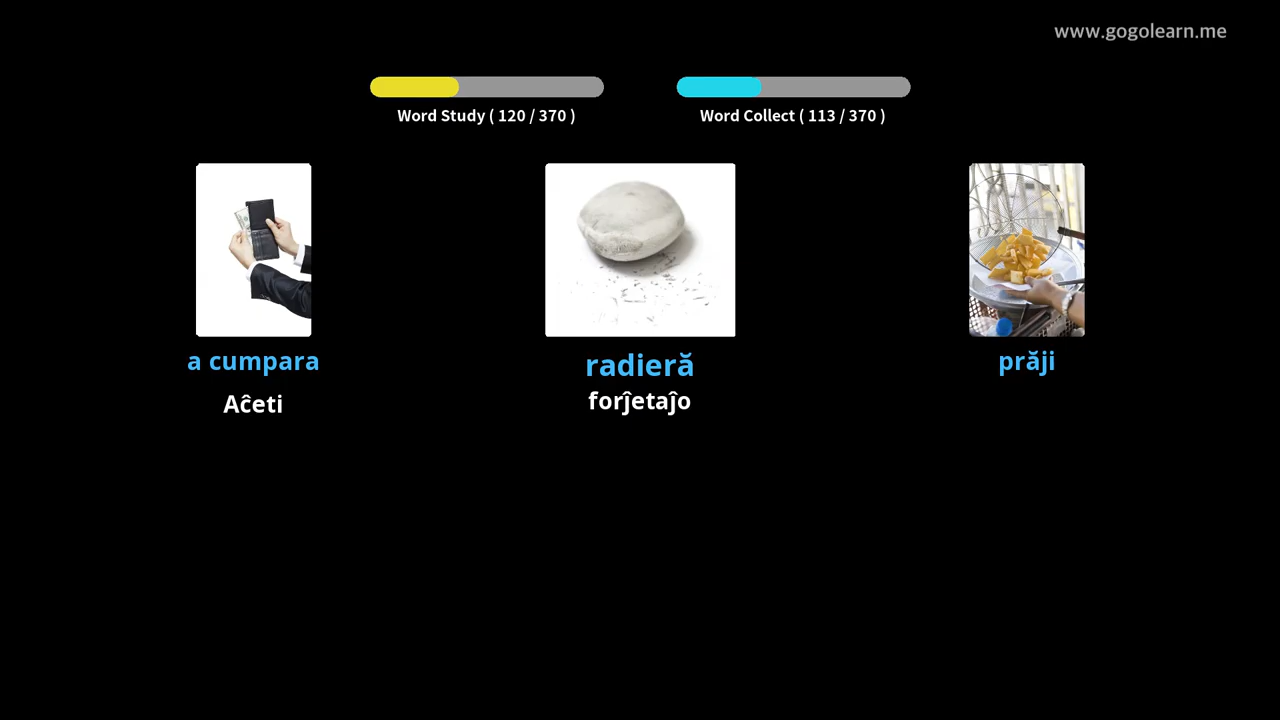 www.gogolearn.me
Word Study ( 120 / 370 )
Word Collect ( 113 / 370 )
a cumpara
Aĉeti
radieră
forĵetaĵo
prăji